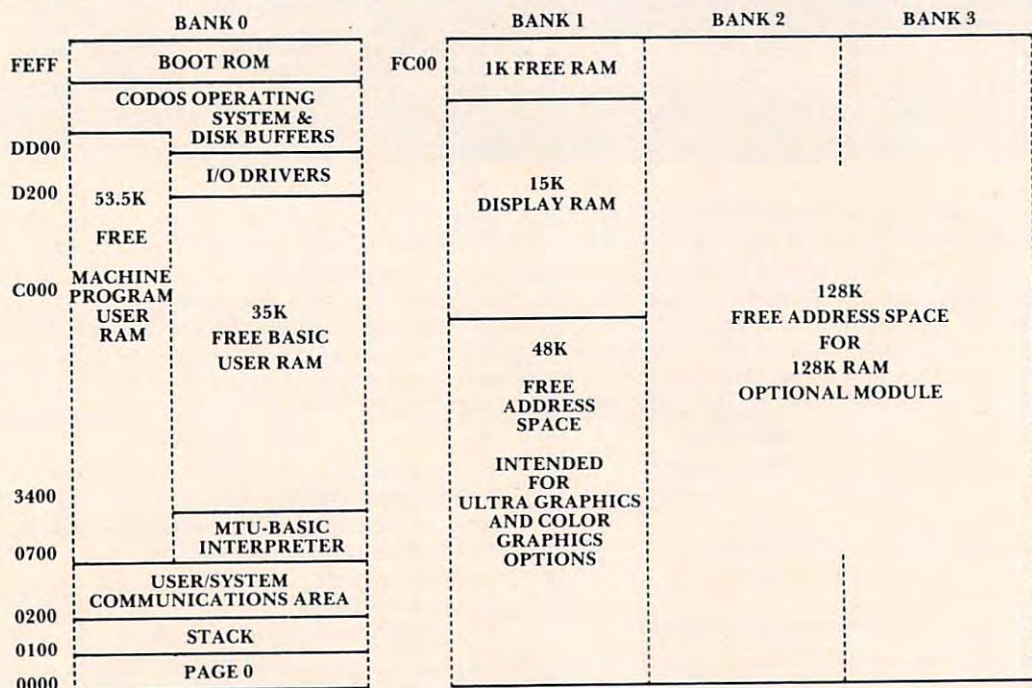 BANK 0
BANK 1
BANK 2
BANK 3
FEFF
BOOT ROM
CODOS OPERATING
SYSTEM &
DISK BUFFERS
DD00
I/O DRIVERS
D200
53.5K
FREE
MACHINE
PROGRAM
USER
RAM
C000
35K
FREE BASIC
USER RAM
3400
MTU-BASIC
INTERPRETER
0700
USER/SYSTEM
COMMUNICATIONS AREA
0200
STACK
0100
PAGE 0
0000
FC00
1K FREE RAM
15K
DISPLAY RAM
48K
FREE
ADDRESS
SPACE
INTENDED
FOR
ULTRA GRAPHICS
AND COLOR
GRAPHICS
OPTIONS
128K
FREE ADDRESS SPACE
FOR
128K RAM
OPTIONAL MODULE